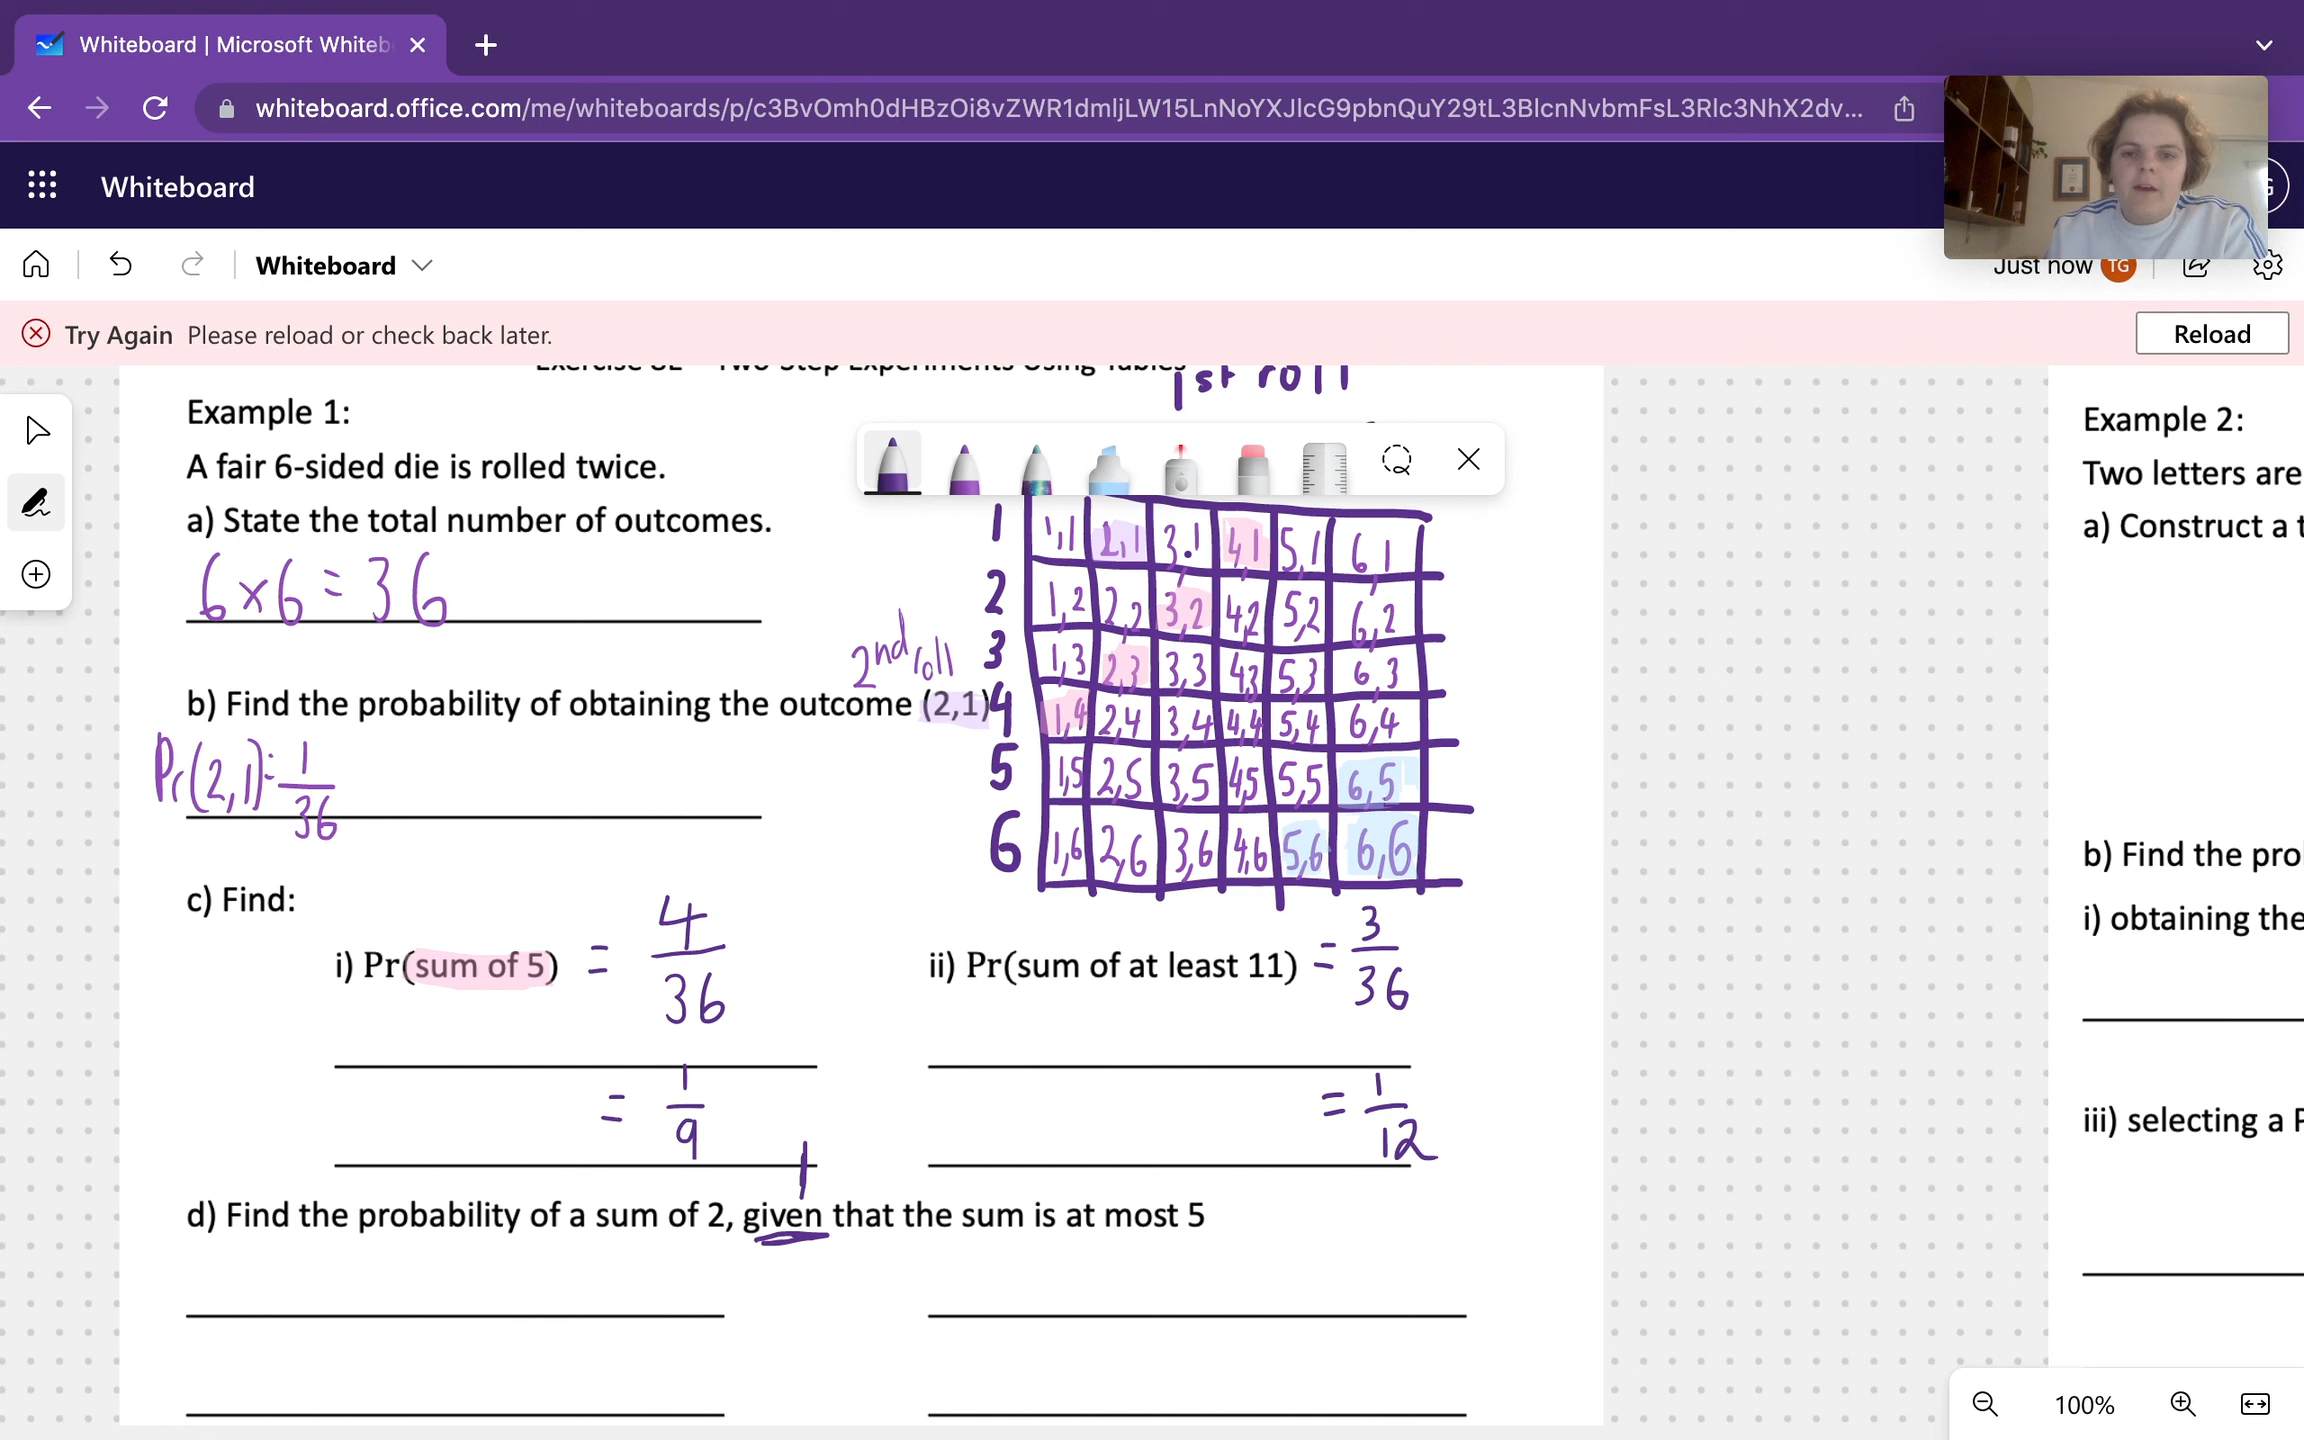 Whiteboard | Microsoft Whiteb
whiteboard.office.com/me/whiteboards/p/c3BvOmh0dHBzOi8vZWR1dmljLW15LnNoYXJlcG9pbnQuY29tL3BlcnNvbmFsL3Rlc3NhX2dv...
Whiteboard
Whiteboard
Just now TG
Try Again Please reload or check back later.
Reload
1st roll
Example 1:
A fair 6-sided die is rolled twice.
a) State the total number of outcomes.
6 × 6 = 36
b) Find the probability of obtaining the outcome (2,1)
Pr(2,1) = 1/36
2nd roll
1 1,1 2,1 3,1 4,1 5,1 6,1
2 1,2 2,2 3,2 4,2 5,2 6,2
3 1,3 2,3 3,3 4,3 5,3 6,3
4 1,4 2,4 3,4 4,4 5,4 6,4
5 1,5 2,5 3,5 4,5 5,5 6,5
6 1,6 2,6 3,6 4,6 5,6 6,6
c) Find:
i) Pr(sum of 5) = 4/36
= 1/9
ii) Pr(sum of at least 11) = 3/36
= 1/12
d) Find the probability of a sum of 2, given that the sum is at most 5
Example 2:
Two letters are
a) Construct a t
b) Find the pro
i) obtaining the
iii) selecting a P
100%